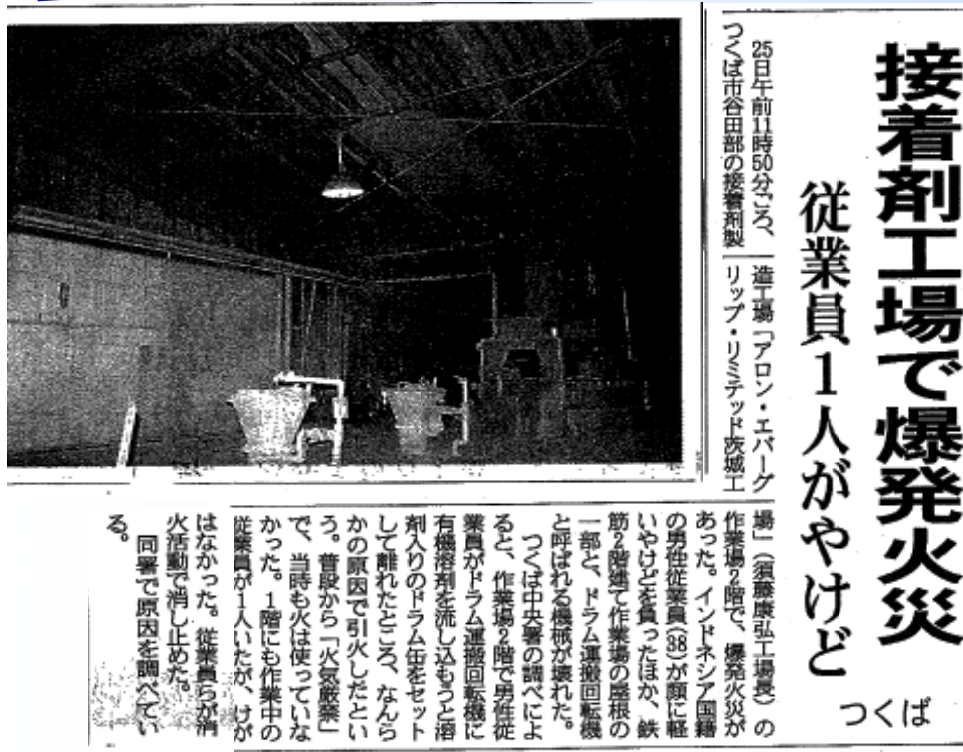 接着剤工場で爆発火災
従業員1人がやけど
つくば
25日午前11時50分ごろ、
つくば市谷田部の接着剤製
造工場「アロン・エバーグ
リップ・リミテッド茨城工
場」(須藤康弘工場長)の
作業場2階で、爆発火災が
あった。インドネシア国籍
の男性従業員(38)が顔に軽
いやけどを負ったほか、鉄
筋2階建て作業場の屋根の
一部と、ドラム運搬回転機
と呼ばれる機械が壊れた。
つくば中央署の調べによ
ると、作業場2階で男性従
業員がドラム運搬回転機に
有機溶剤を流し込もうと溶
剤入りのドラム缶をセット
して離れたところ、なんら
かの原因で引火しだとい
う。普段から「火気厳禁」
で、当時も火は使っていな
かった。1階にも作業中の
従業員が1人いたが、けが
はなかった。従業員らが消
火活動で消し止めた。
同署で原因を調べてい
る。